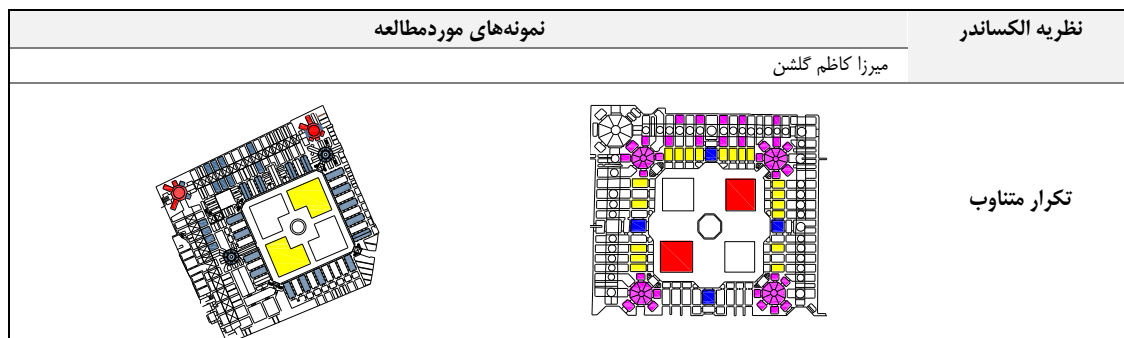 نظریه الکساندر
نمونه‌های موردمطالعه
میرزا کاظم گلشن
تکرار متناوب